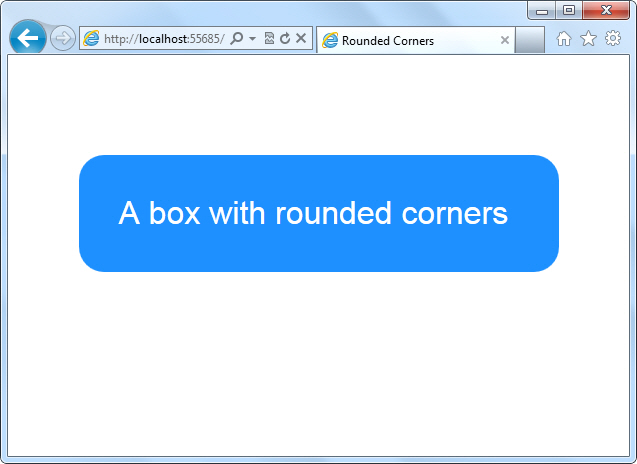 http://localhost:55685/
Rounded Corners
A box with rounded corners